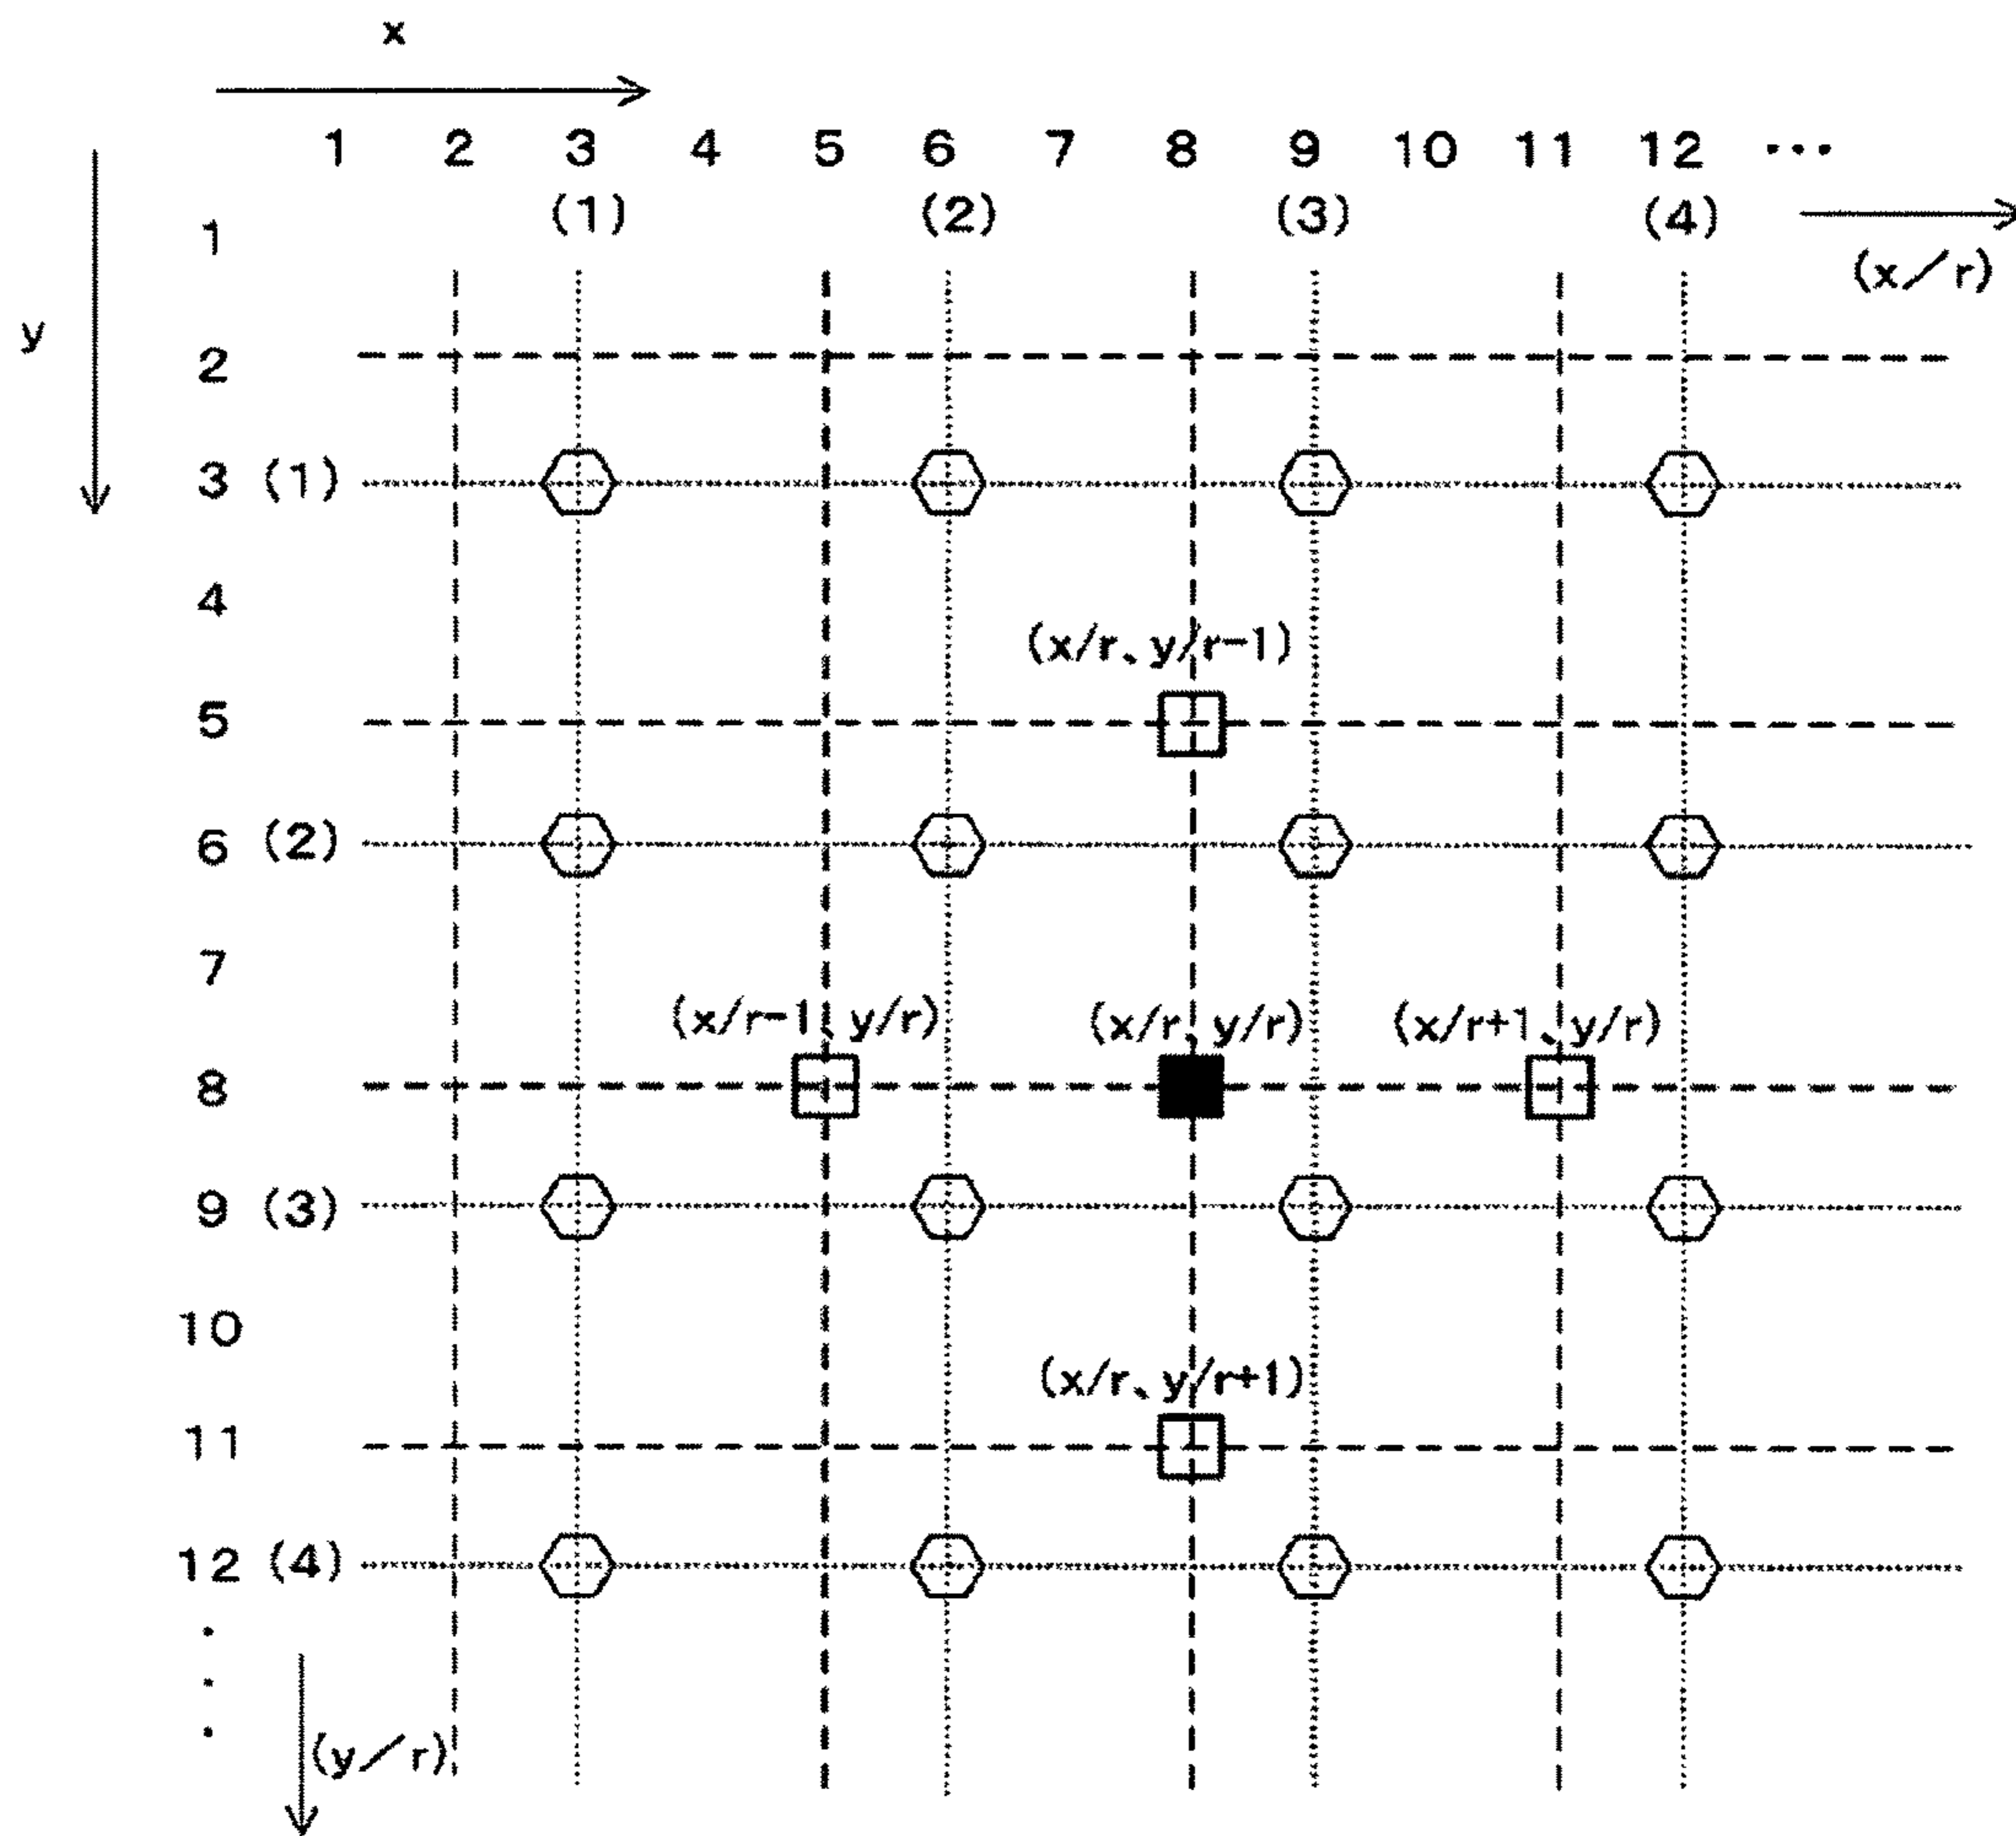 x
1 2 3 4 5 6 7 8 9 10 11 12 ・・・
(1) (2) (3) (4)
(x／r)
y
1
2
3 (1)
4
(x/r、y/r-1)
5
6 (2)
7
(x/r-1、y/r) (x/r、y/r) (x/r+1、y/r)
8
9 (3)
10
(x/r、y/r+1)
11
12 (4)
・
・
・
(y／r)